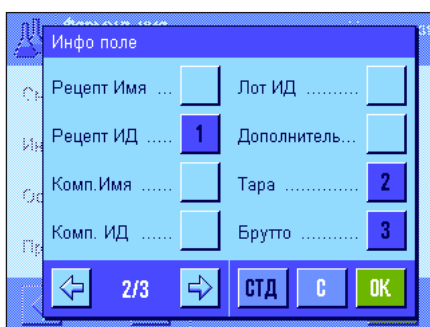 Инфо поле
Рецепт Имя ...
Лот ИД ..........
Рецепт ИД ..... 1
Дополнитель...
Комп.Имя ......
Тара .............. 2
Комп. ИД .......
Брутто ........... 3
2/3 СТД C OK